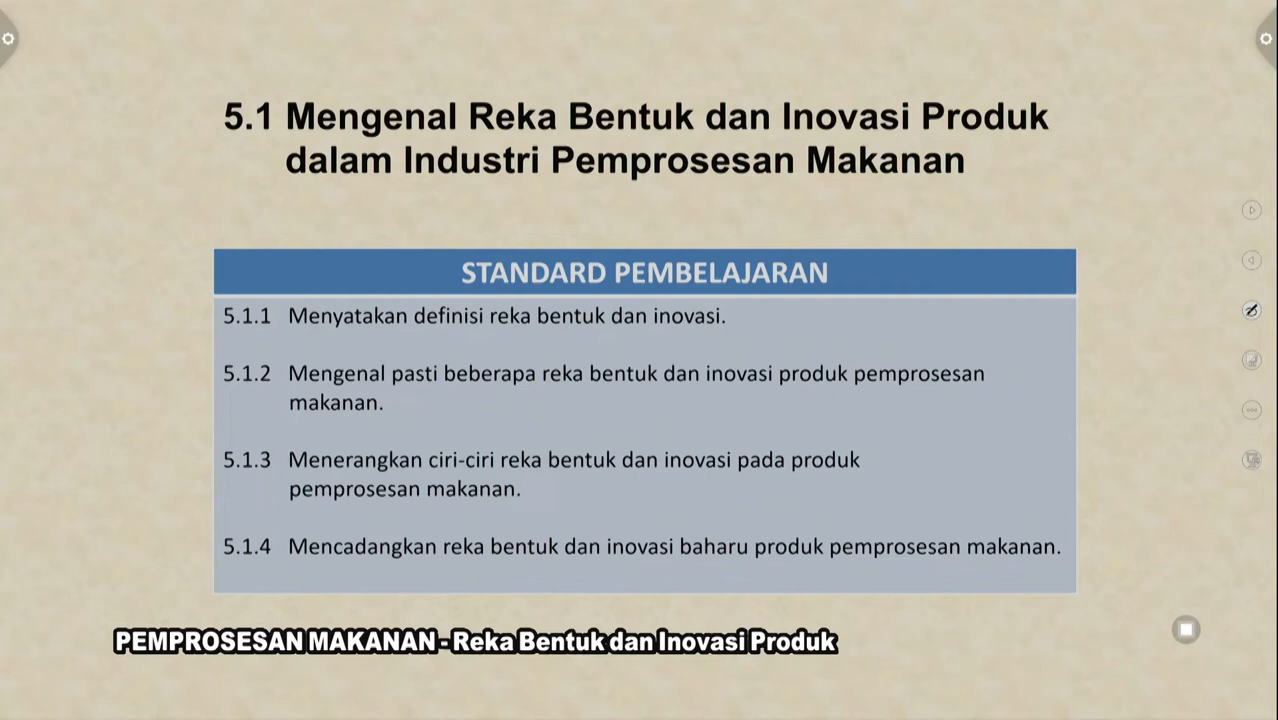 5.1 Mengenal Reka Bentuk dan Inovasi Produk
dalam Industri Pemprosesan Makanan
STANDARD PEMBELAJARAN
5.1.1 Menyatakan definisi reka bentuk dan inovasi.
5.1.2 Mengenal pasti beberapa reka bentuk dan inovasi produk pemprosesan
makanan.
5.1.3 Menerangkan ciri-ciri reka bentuk dan inovasi pada produk
pemprosesan makanan.
5.1.4 Mencadangkan reka bentuk dan inovasi baharu produk pemprosesan makanan.
PEMPROSESAN MAKANAN - Reka Bentuk dan Inovasi Produk